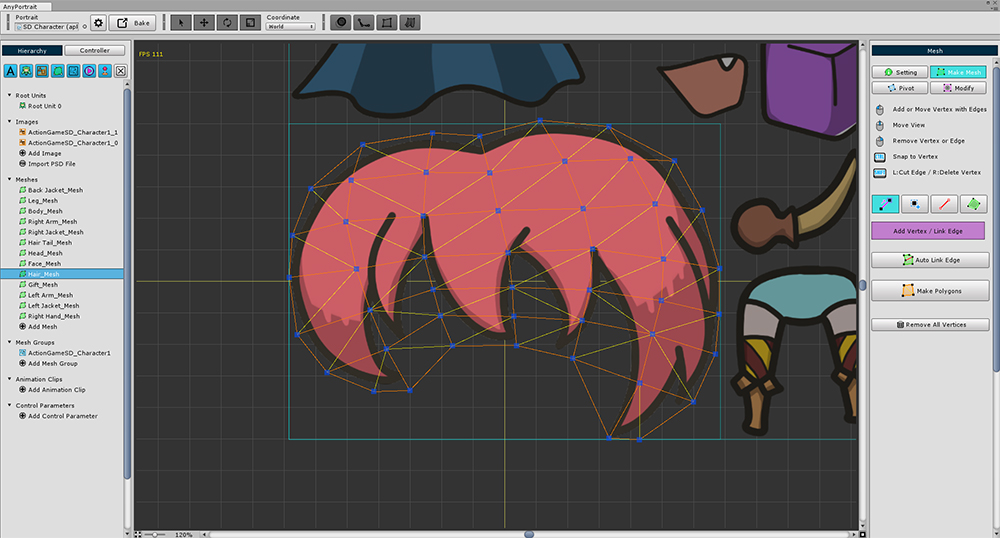 AnyPortrait
Portrait
SD Character (apl
Bake
Coordinate
World
Hierarchy
Controller
A
Root Units
Root Unit 0
Images
ActionGameSD_Character1_1
ActionGameSD_Character1_0
Add Image
Import PSD File
Meshes
Back Jacket_Mesh
Leg_Mesh
Body_Mesh
Right Arm_Mesh
Right Jacket_Mesh
Hair Tail_Mesh
Head_Mesh
Face_Mesh
Hair_Mesh
Gift_Mesh
Left Arm_Mesh
Left Jacket_Mesh
Right Hand_Mesh
Add Mesh
Mesh Groups
ActionGameSD_Character1
Add Mesh Group
Animation Clips
Add Animation Clip
Control Parameters
Add Control Parameter
FPS 111
120%
Mesh
Setting
Make Mesh
Pivot
Modify
Add or Move Vertex with Edges
Move View
Remove Vertex or Edge
Snap to Vertex
L:Cut Edge / R:Delete Vertex
Add Vertex / Link Edge
Auto Link Edge
Make Polygons
Remove All Vertices